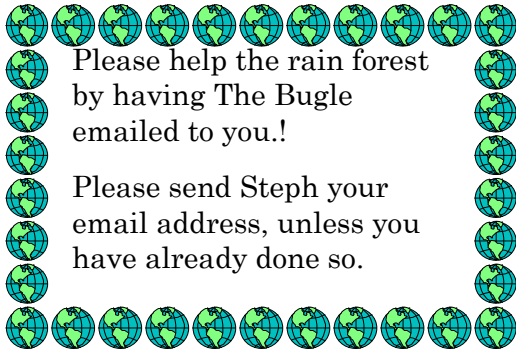 Please help the rain forest
by having The Bugle
emailed to you.!
Please send Steph your
email address, unless you
have already done so.